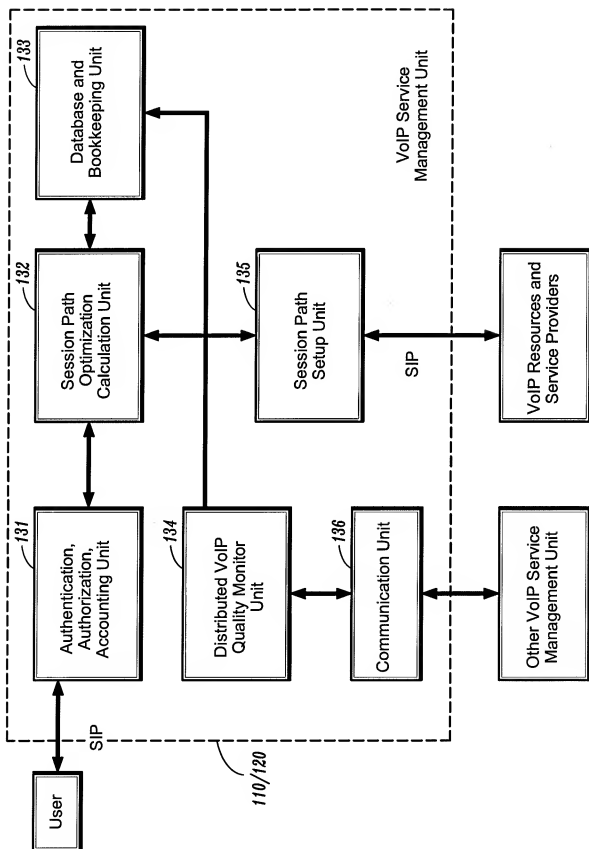 User
SIP
110/120
131
Authentication,
Authorization,
Accounting Unit
132
Session Path
Optimization
Calculation Unit
133
Database and
Bookkeeping Unit
134
Distributed VoIP
Quality Monitor
Unit
135
Session Path
Setup Unit
136
Communication Unit
SIP
VoIP Service
Management Unit
Other VoIP Service
Management Unit
VoIP Resources and
Service Providers